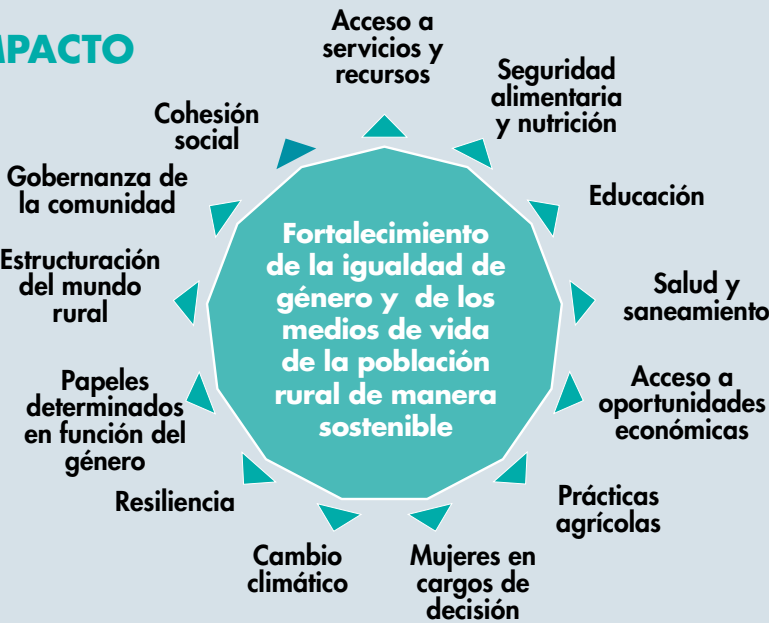 MPACTO
Acceso a
servicios y
recursos
Seguridad
alimentaria
y nutrición
Educación
Salud y
saneamiento
Acceso a
oportunidades
económicas
Prácticas
agrícolas
Mujeres en
cargos de
decisión
Cambio
climático
Resiliencia
Papeles
determinados
en función del
género
Estructuración
del mundo
rural
Gobernanza de
la comunidad
Cohesión
social
Fortalecimiento
de la igualdad de
género y de los
medios de vida
de la población
rural de manera
sostenible